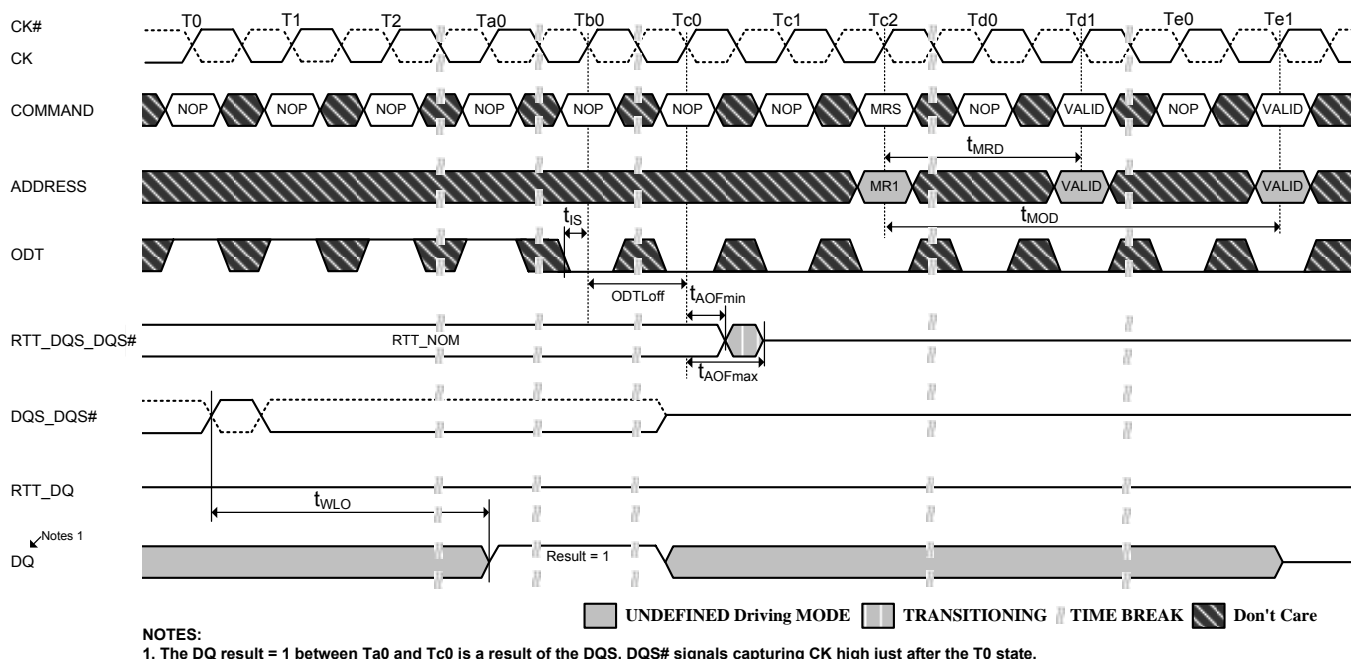 T0 T1 T2 Ta0 Tb0 Tc0 Tc1 Tc2 Td0 Td1 Te0 Te1
CK#
CK
COMMAND NOP NOP NOP NOP NOP NOP NOP MRS NOP VALID NOP VALID
tMRD
ADDRESS MR1 VALID VALID
tIS tMOD
ODT
ODTLoff tAOFmin
RTT_DQS_DQS# RTT_NOM
tAOFmax
DQS_DQS#
RTT_DQ
tWLO
Notes 1
DQ Result = 1
UNDEFINED Driving MODE TRANSITIONING TIME BREAK Don't Care
NOTES:
1. The DQ result = 1 between Ta0 and Tc0 is a result of the DQS, DQS# signals capturing CK high just after the T0 state.